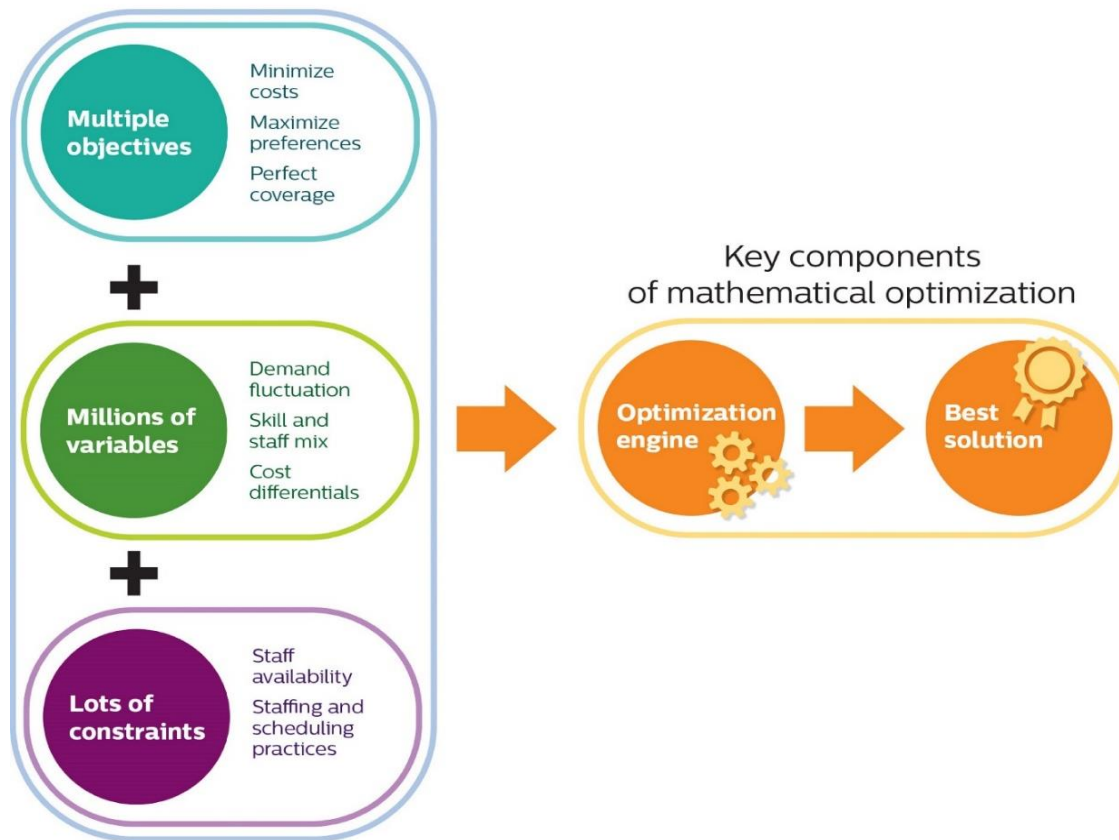 Multiple
objectives
Minimize
costs
Maximize
preferences
Perfect
coverage
+
Millions of
variables
Demand
fluctuation
Skill and
staff mix
Cost
differentials
+
Lots of
constraints
Staff
availability
Staffing and
scheduling
practices
Key components
of mathematical optimization
Optimization
engine
Best
solution